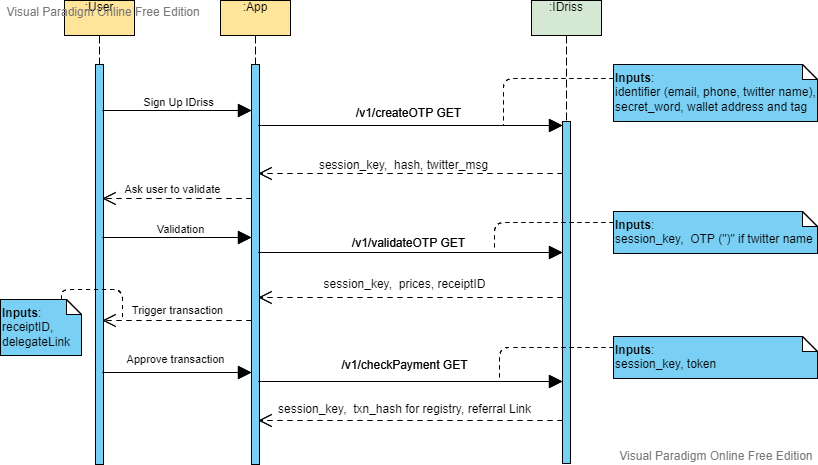 Visual Paradigm Online Free Edition
:User
:App
:IDriss
Inputs:
identifier (email, phone, twitter name),
secret_word, wallet address and tag
Sign Up IDriss
/v1/createOTP GET
session_key,  hash, twitter_msg
Ask user to validate
Validation
/v1/validateOTP GET
Inputs:
session_key,  OTP ('')" if twitter name
session_key,  prices, receiptID
Trigger transaction
Inputs:
receiptID,
delegateLink
Approve transaction
/v1/checkPayment GET
Inputs:
session_key, token
session_key,  txn_hash for registry, referral Link
Visual Paradigm Online Free Edition